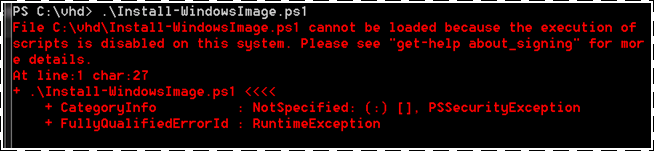 PS C:\vhd> .\Install-WindowsImage.ps1
File C:\vhd\Install-WindowsImage.ps1 cannot be loaded because the execution of
scripts is disabled on this system. Please see "get-help about_signing" for mor
e details.
At line:1 char:27
+ .\Install-WindowsImage.ps1 <<<<
    + CategoryInfo          : NotSpecified: (:) [], PSSecurityException
    + FullyQualifiedErrorId : RuntimeException